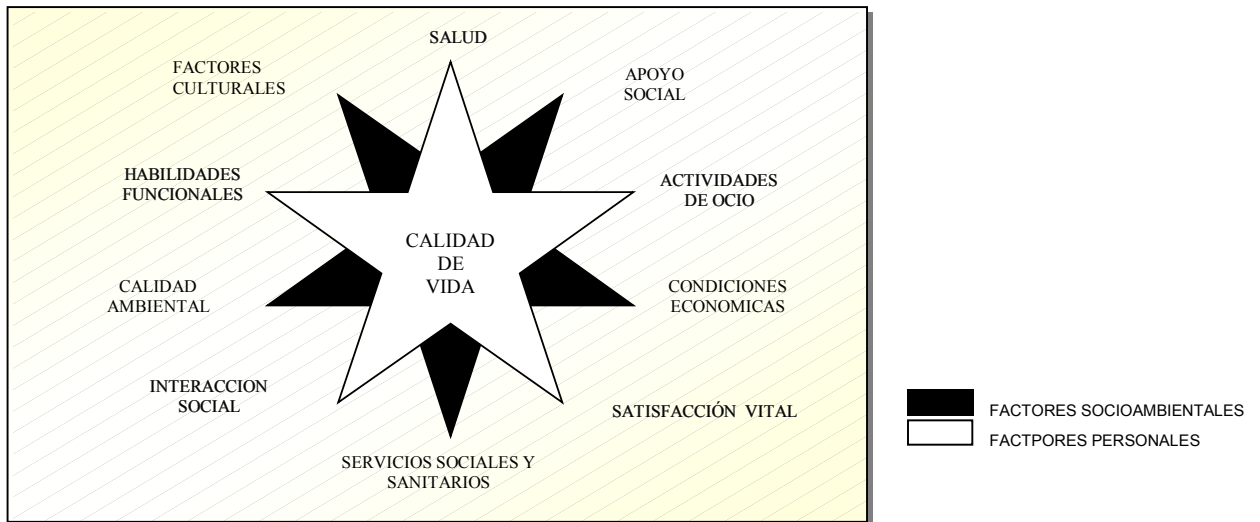 SALUD
FACTORES
CULTURALES
APOYO
SOCIAL
HABILIDADES
FUNCIONALES
ACTIVIDADES
DE OCIO
CALIDAD
DE
VIDA
CALIDAD
AMBIENTAL
CONDICIONES
ECONOMICAS
INTERACCION
SOCIAL
SATISFACCIÓN VITAL
SERVICIOS SOCIALES Y
SANITARIOS
FACTORES SOCIOAMBIENTALES
FACTPORES PERSONALES